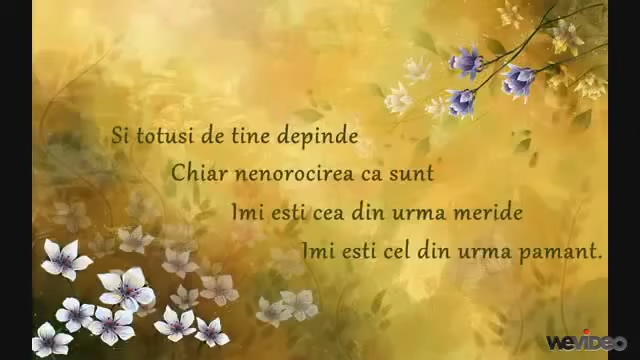 Si totusi de tine depinde
Chiar nenorocirea ca sunt
Imi esti cea din urma meride
Imi esti cel din urma pamant.
WEVIDEO